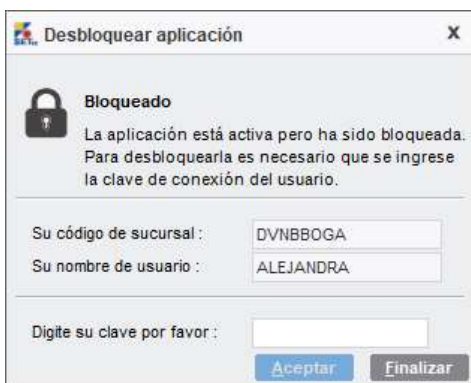 Desbloquear aplicación X
Bloqueado
La aplicación está activa pero ha sido bloqueada.
Para desbloquearla es necesario que se ingrese
la clave de conexión del usuario.
Su código de sucursal : DVNBBOGA
Su nombre de usuario : ALEJANDRA
Digite su clave por favor :
Aceptar Finalizar